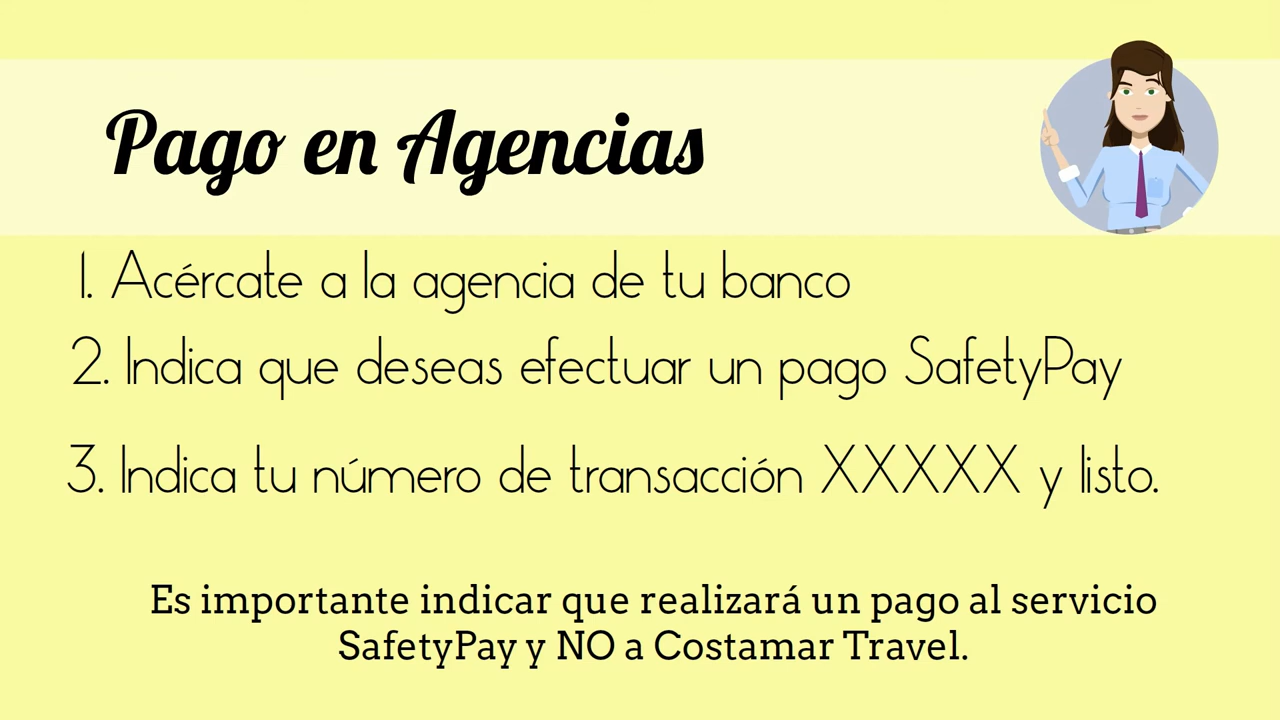 Pago en Agencias
1. Acércate a la agencia de tu banco
2. Indica que deseas efectuar un pago SafetyPay
3. Indica tu número de transacción XXXXX y listo.
Es importante indicar que realizará un pago al servicio
SafetyPay y NO a Costamar Travel.